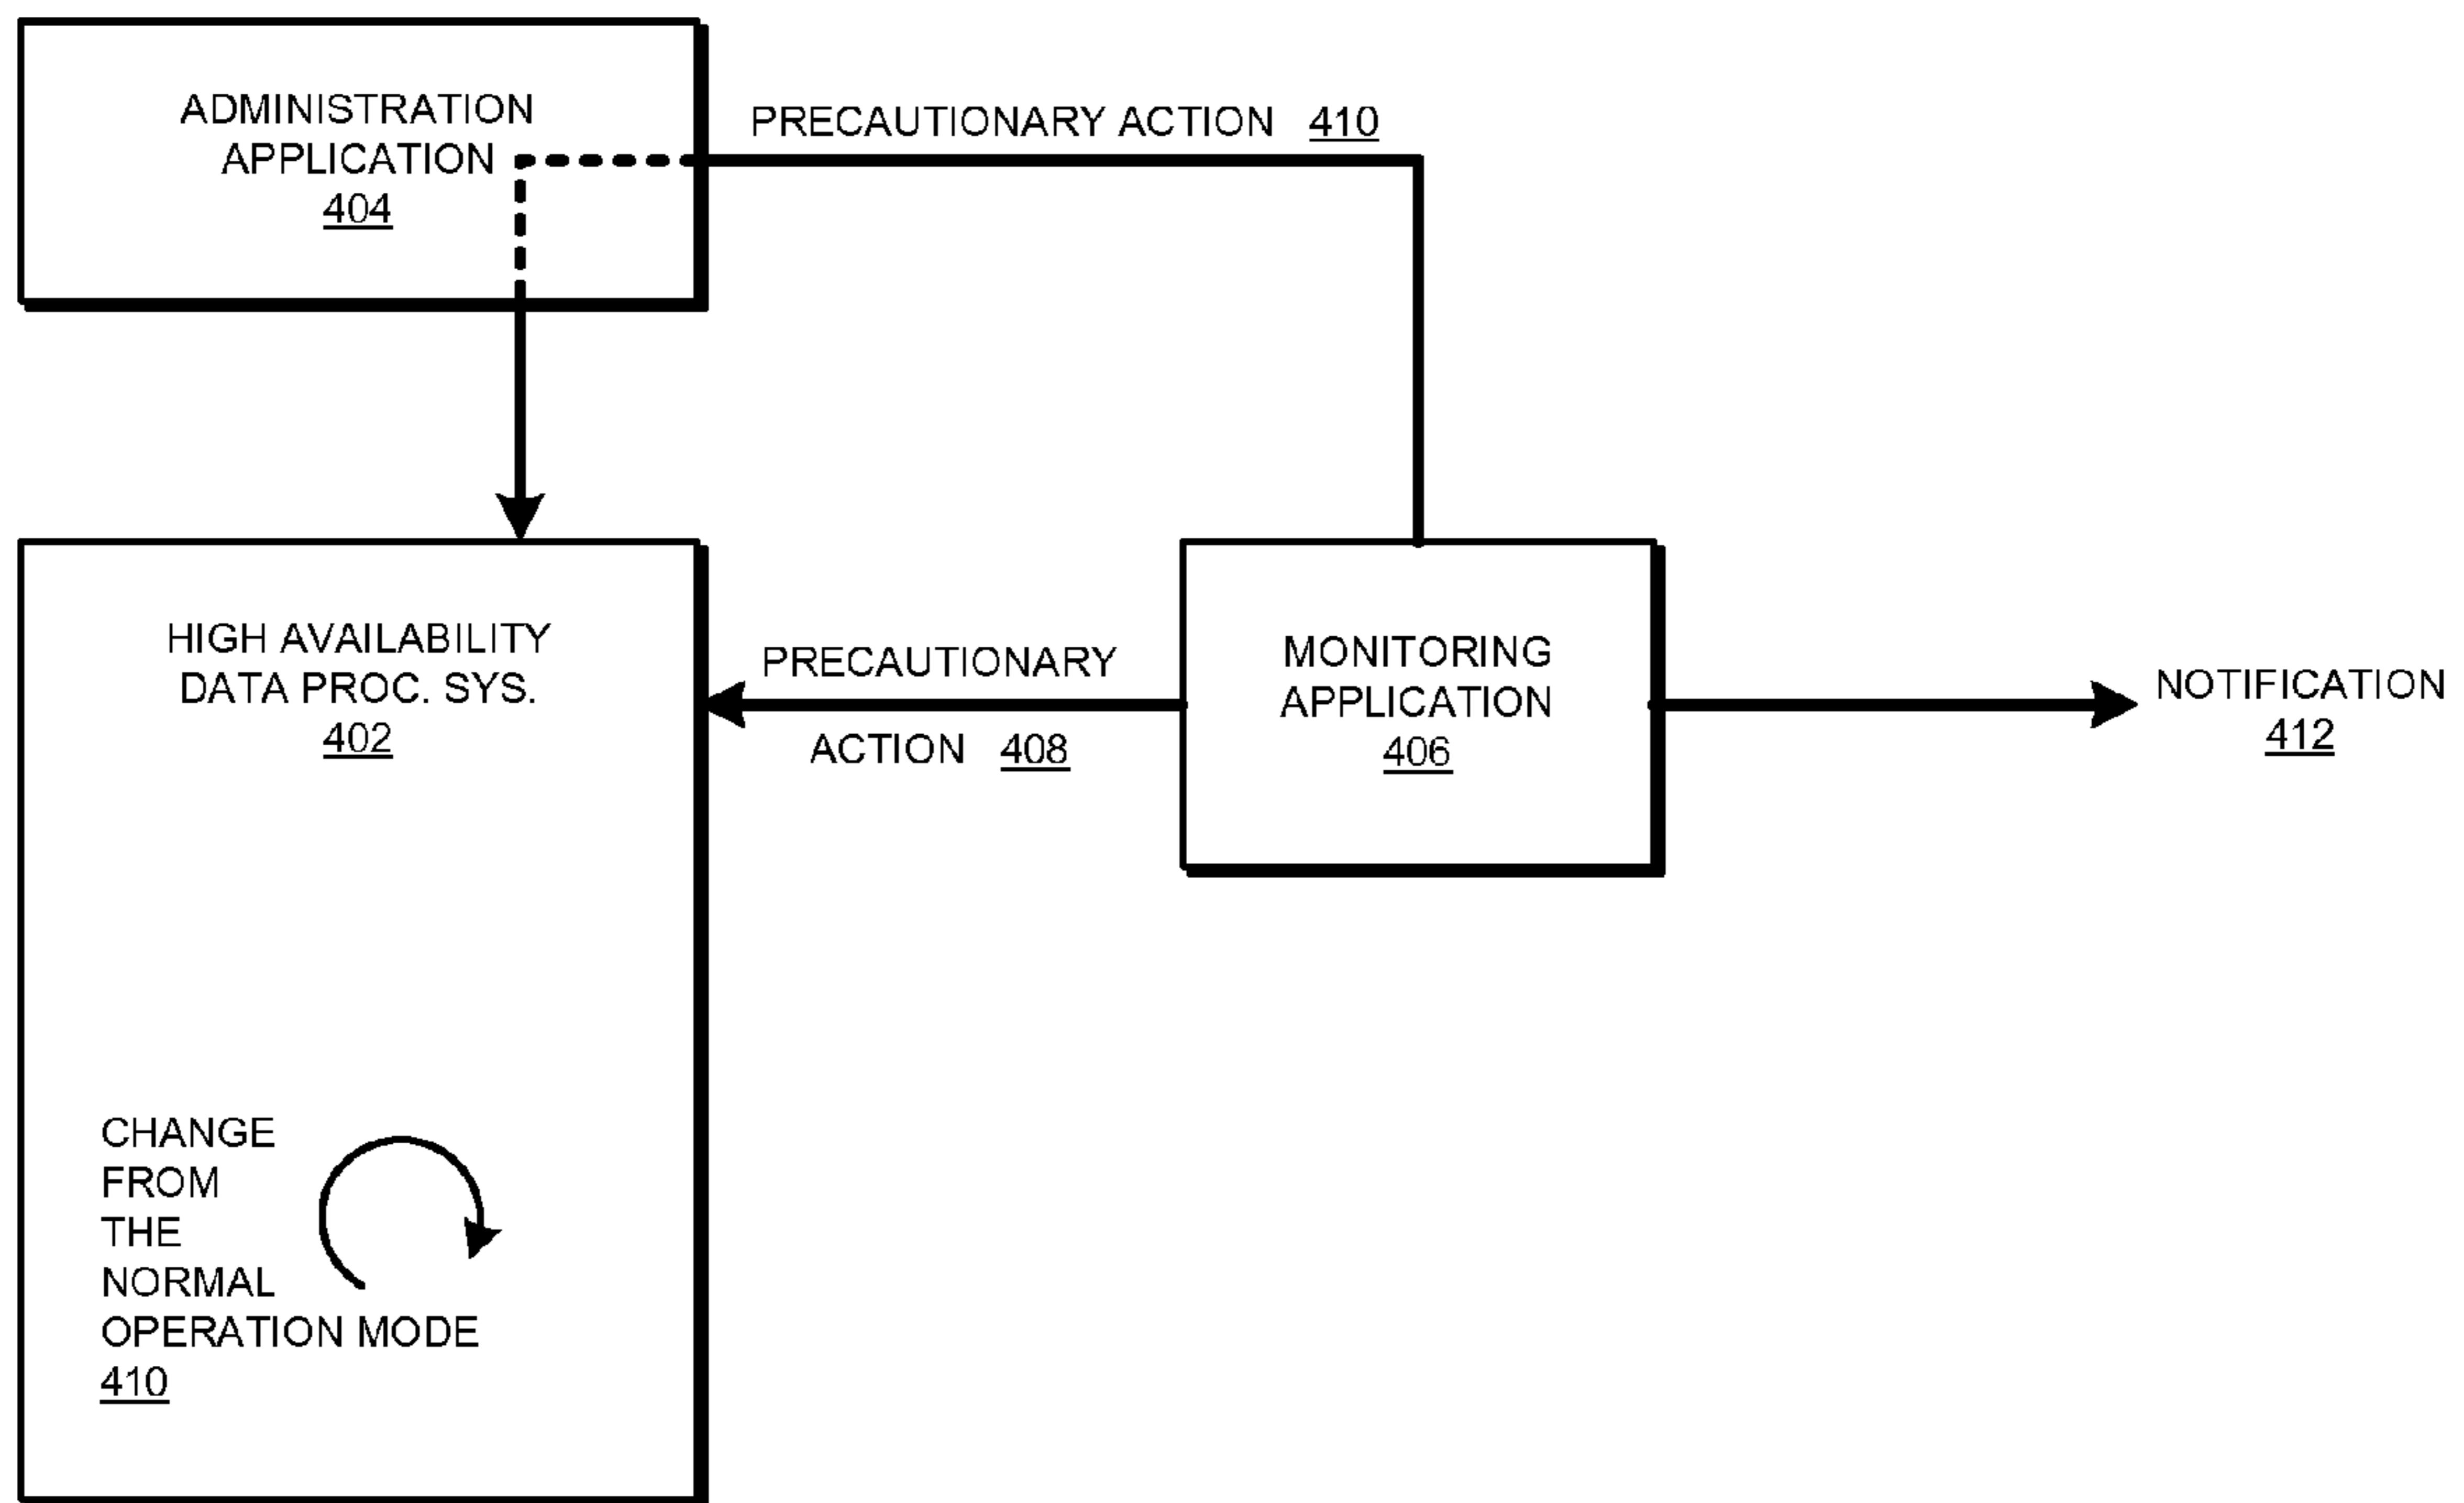 ADMINISTRATION
APPLICATION
404
PRECAUTIONARY ACTION 410
HIGH AVAILABILITY
DATA PROC. SYS.
402
PRECAUTIONARY
ACTION 408
MONITORING
APPLICATION
406
NOTIFICATION
412
CHANGE
FROM
THE
NORMAL
OPERATION MODE
410